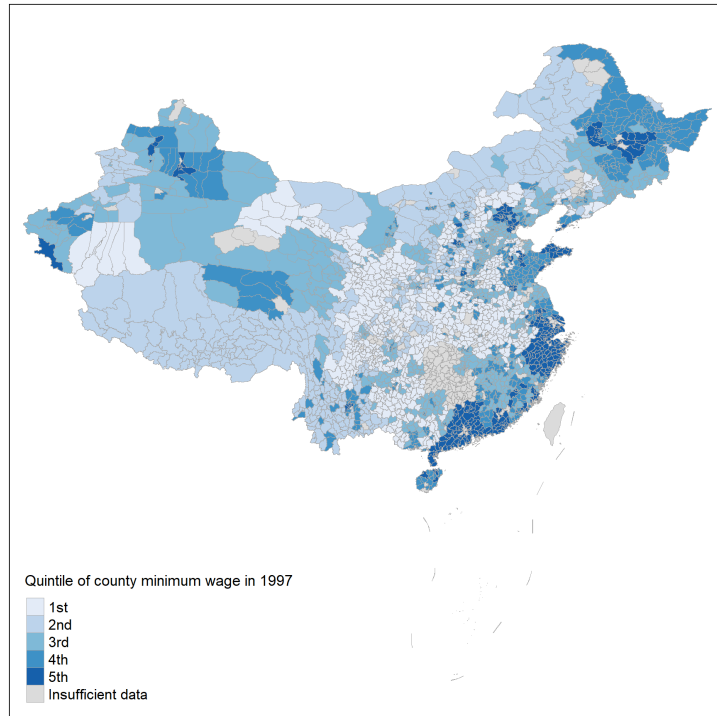 Quintile of county minimum wage in 1997
1st
2nd
3rd
4th
5th
Insufficient data